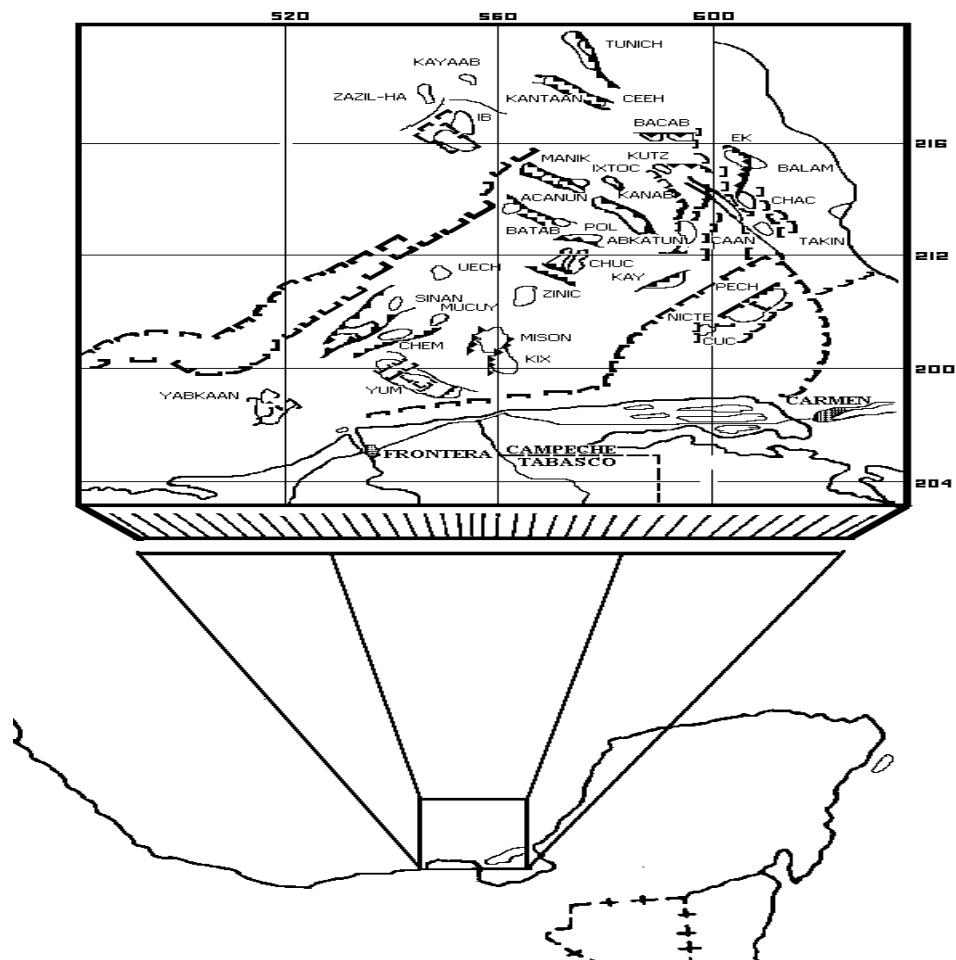 520 560 600
TUNICH
KAYAAB
ZAZIL-HA
KANTAAN CEEH
IB
BACAB
EK
216
MANIK
KUTZ
IXTOC
BALAM
ACANUN
KANAB
CHAC
BATAB
POL
ABKATUN
CAAN
TAKIN
212
UECH
CHUC
KAY
PECH
SINAN
ZINIC
MUCUY
NICTE
MISON
CHEM
CUC
KIX
200
YUM
YABKAAN
CARMEN
FRONTERA
CAMPECHE
TABASCO
204